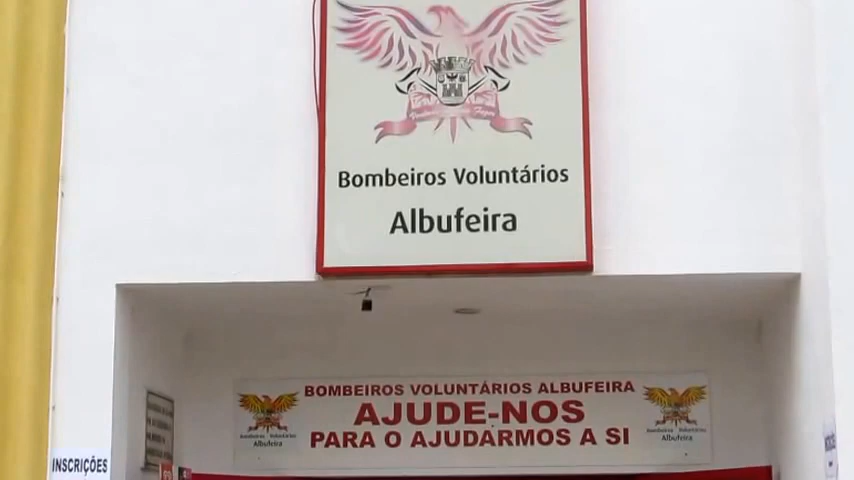 Bombeiros Voluntários
Albufeira
BOMBEIROS VOLUNTÁRIOS ALBUFEIRA
AJUDE-NOS
PARA O AJUDARMOS A SI
Bombeiros Voluntários
Albufeira
Bombeiros Voluntários
Albufeira
INSCRIÇÕES